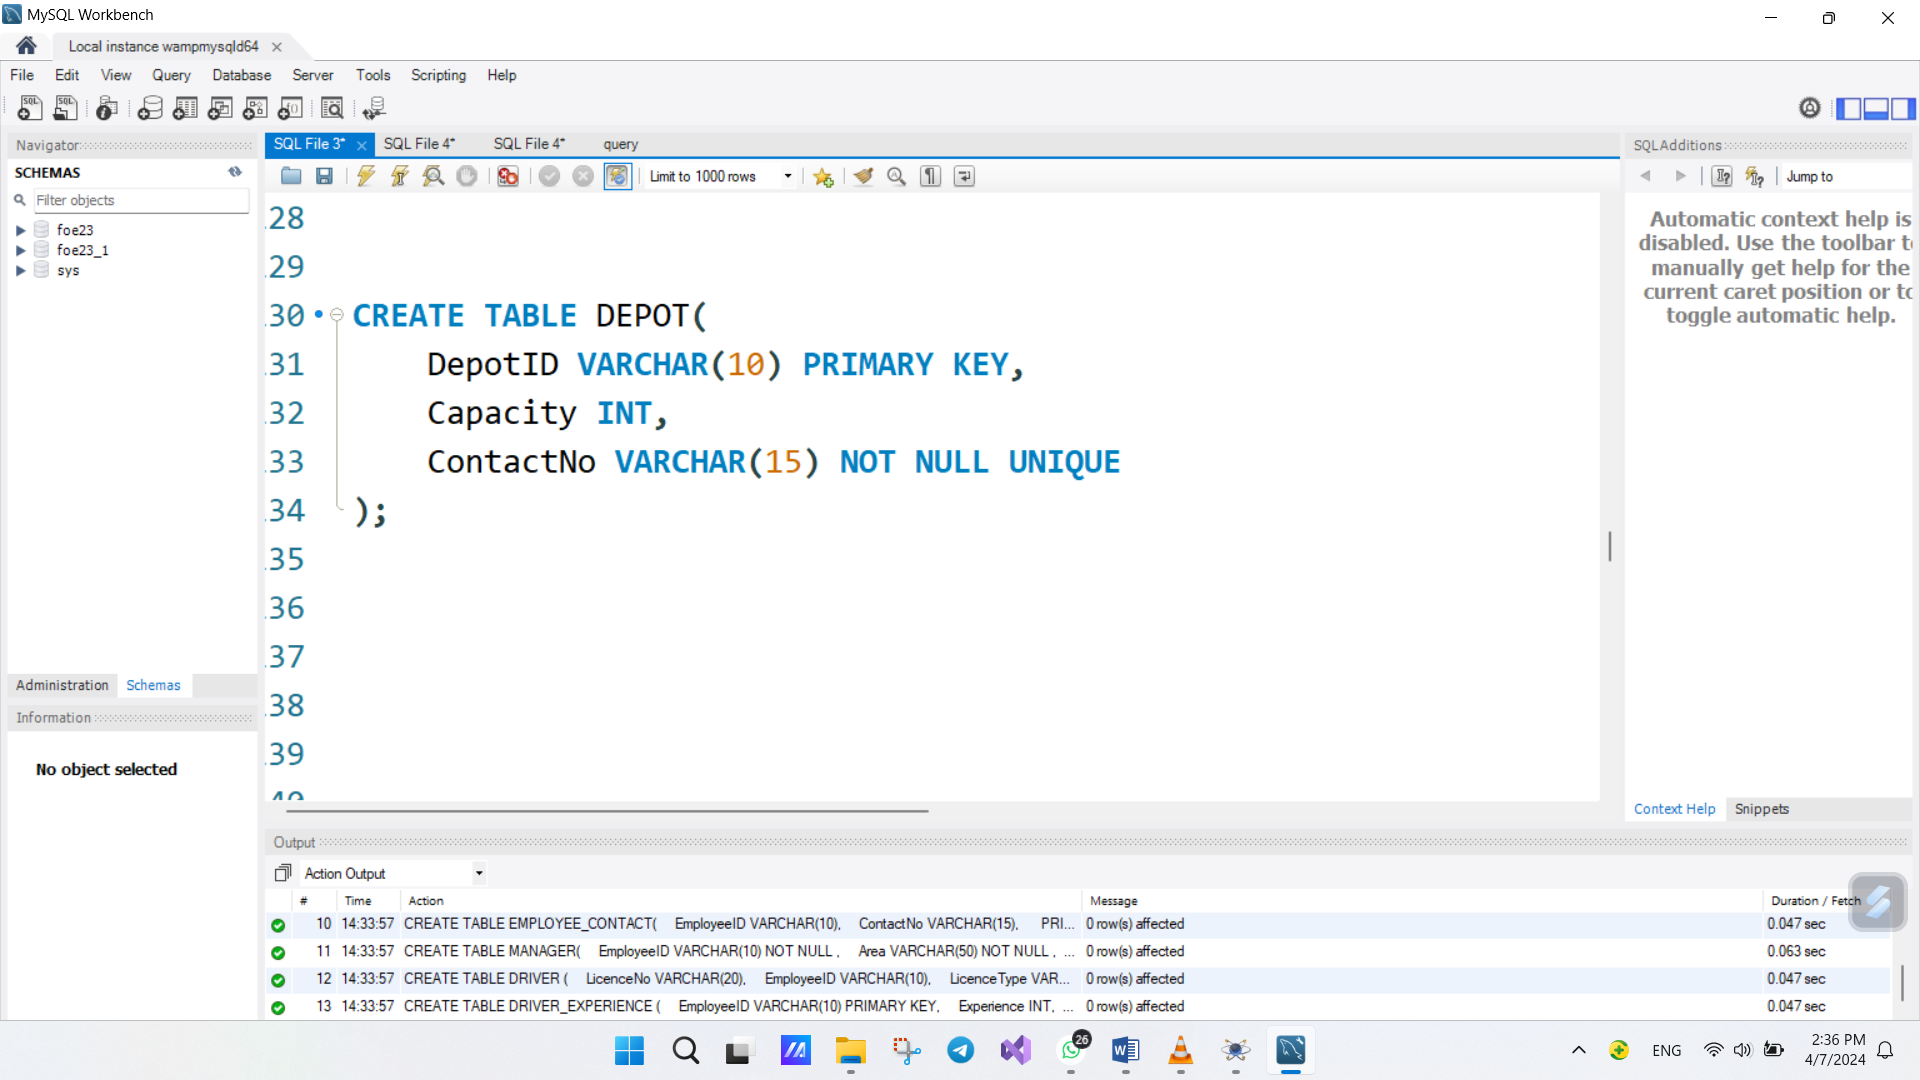 MySQL Workbench
Local instance wampmysqld64
File Edit View Query Database Server Tools Scripting Help
Navigator
SCHEMAS
Filter objects
foe23
foe23_1
sys
Administration Schemas
Information
No object selected
SQL File 3* SQL File 4* SQL File 4* query
Limit to 1000 rows
28
29
30 CREATE TABLE DEPOT(
31 DepotID VARCHAR(10) PRIMARY KEY,
32 Capacity INT,
33 ContactNo VARCHAR(15) NOT NULL UNIQUE
34 );
35
36
37
38
39
40
SQLAdditions
Jump to
Automatic context help is
disabled. Use the toolbar to
manually get help for the
current caret position or to
toggle automatic help.
Context Help Snippets
Output
Action Output
# Time Action Message Duration / Fetch
10 14:33:57 CREATE TABLE EMPLOYEE_CONTACT( EmployeeID VARCHAR(10), ContactNo VARCHAR(15), PRI... 0 row(s) affected 0.047 sec
11 14:33:57 CREATE TABLE MANAGER( EmployeeID VARCHAR(10) NOT NULL , Area VARCHAR(50) NOT NULL , ... 0 row(s) affected 0.063 sec
12 14:33:57 CREATE TABLE DRIVER ( LicenceNo VARCHAR(20), EmployeeID VARCHAR(10), LicenceType VAR... 0 row(s) affected 0.047 sec
13 14:33:57 CREATE TABLE DRIVER_EXPERIENCE ( EmployeeID VARCHAR(10) PRIMARY KEY, Experience INT, ... 0 row(s) affected 0.047 sec
26
ENG
2:36 PM
4/7/2024